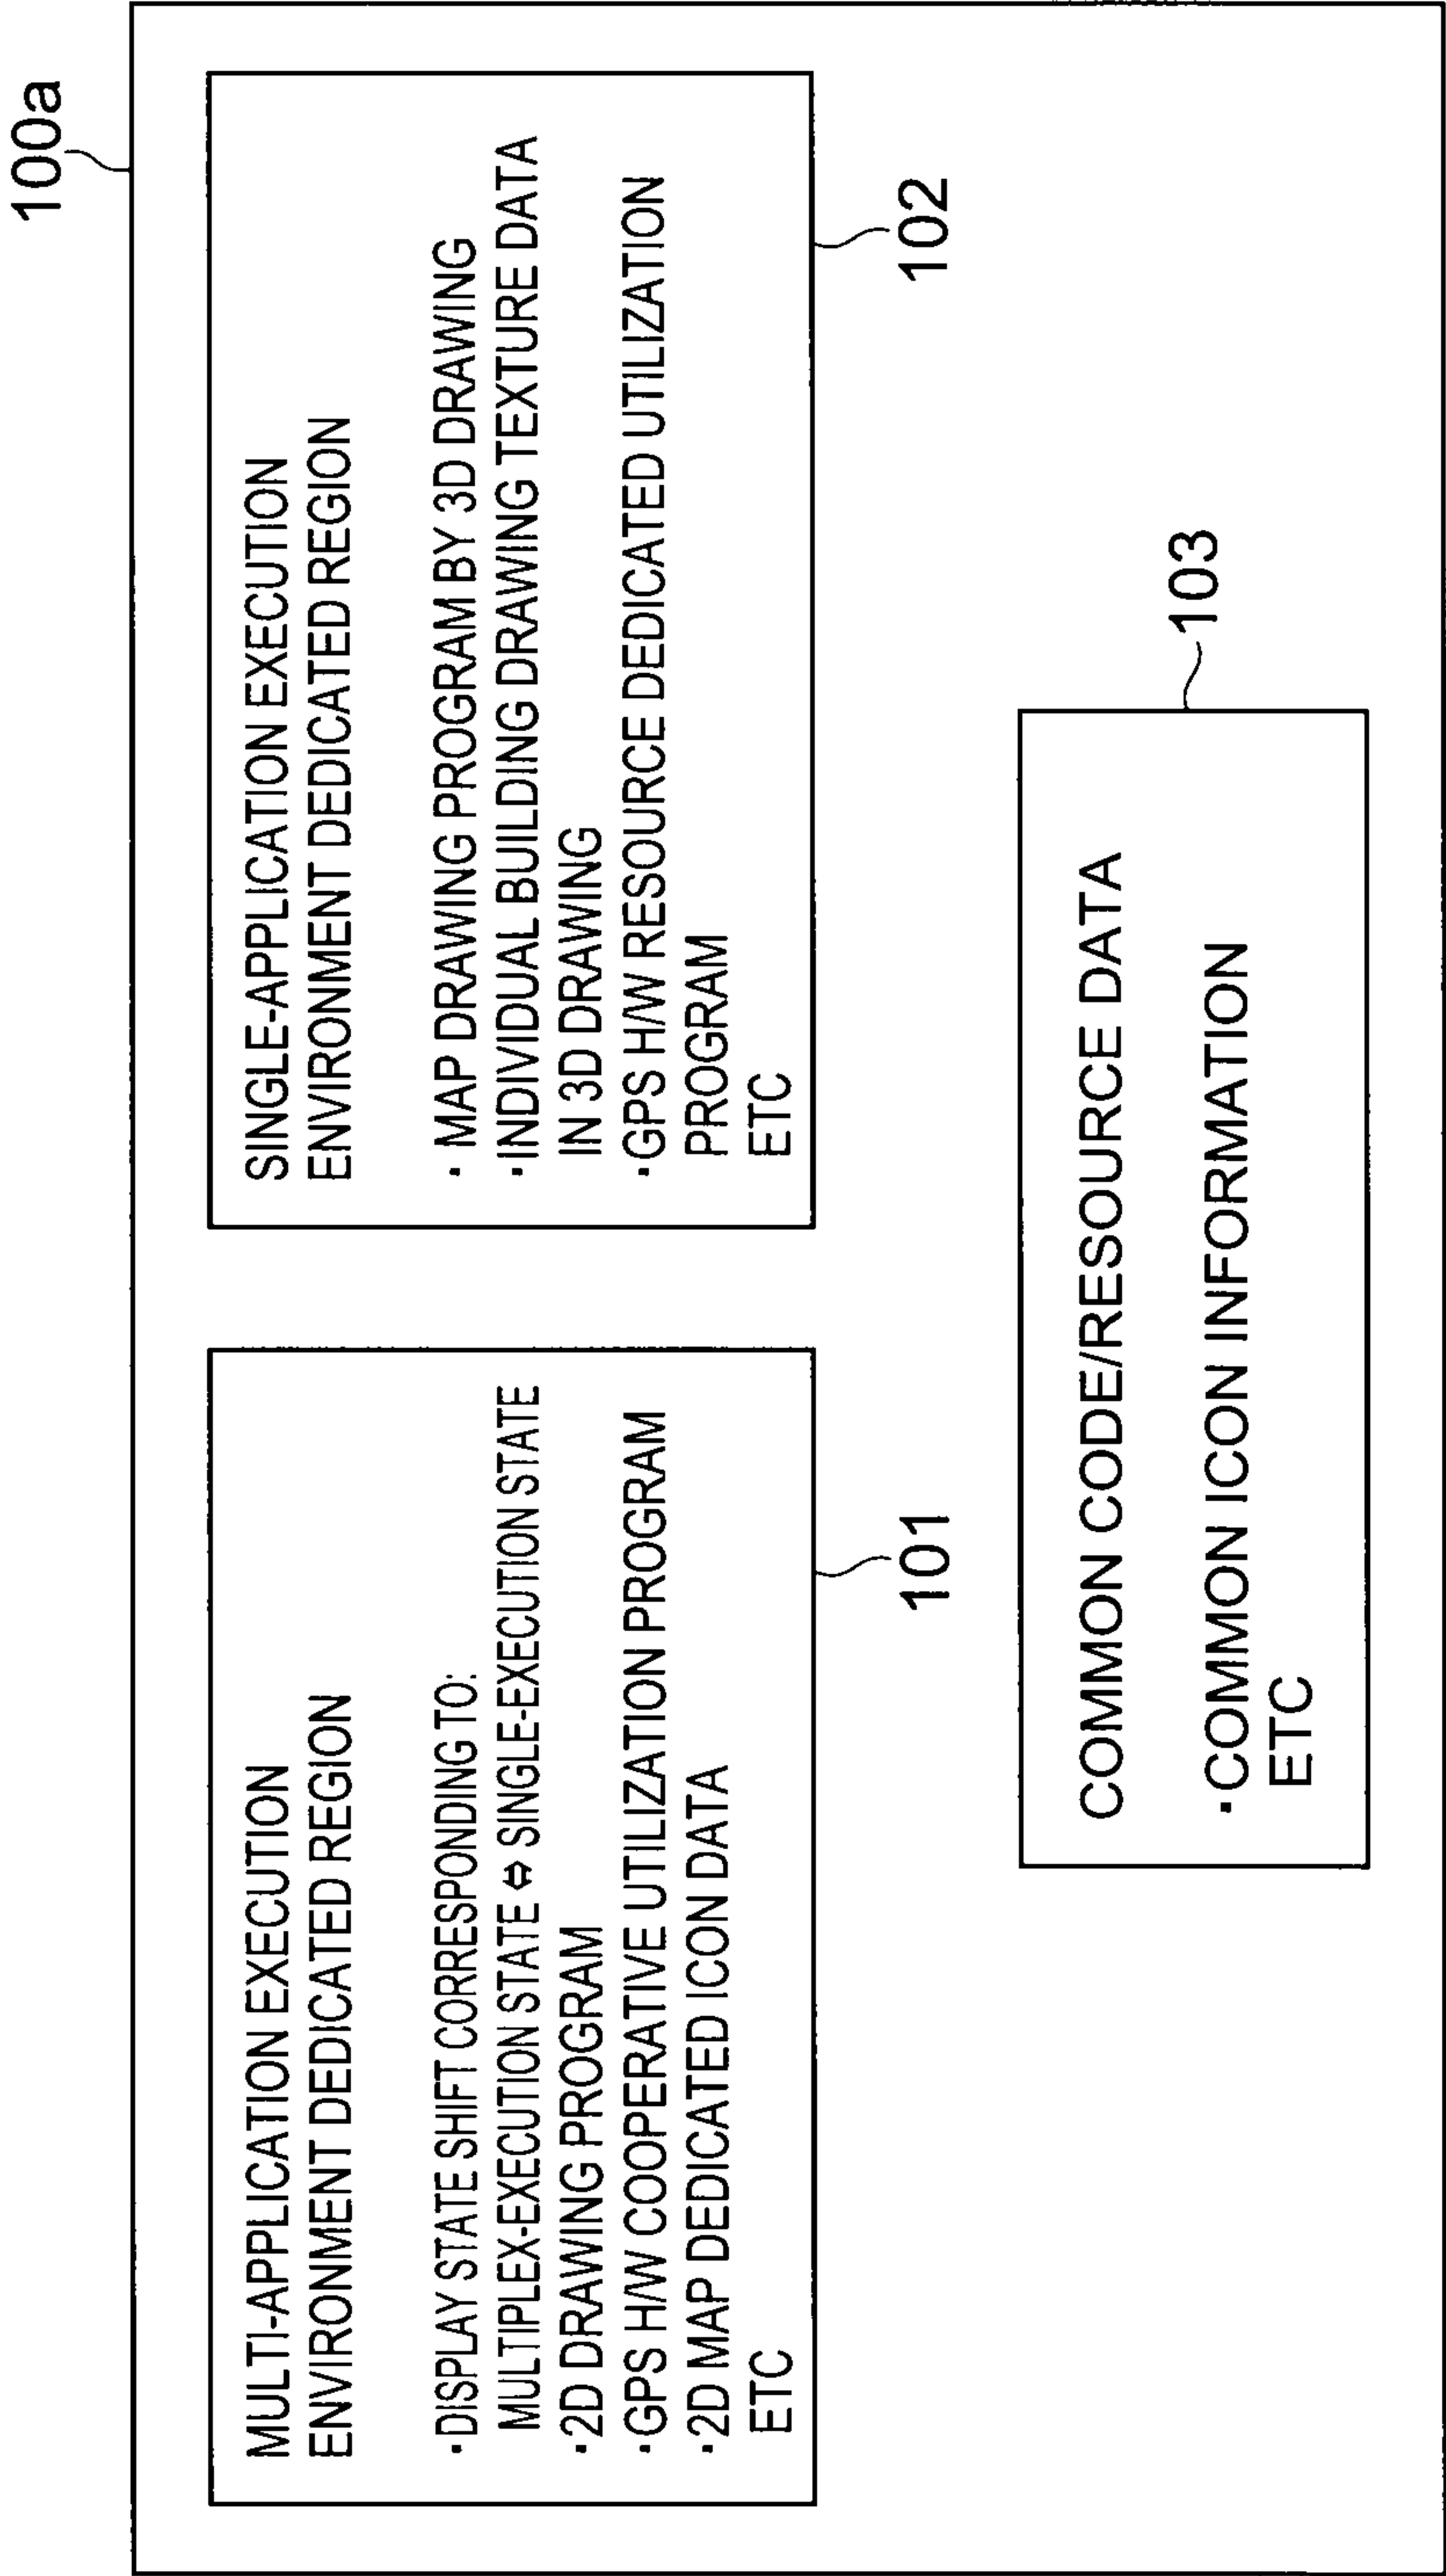 100a
MULTI-APPLICATION EXECUTION
ENVIRONMENT DEDICATED REGION
·DISPLAY STATE SHIFT CORRESPONDING TO:
MULTIPLEX-EXECUTION STATE ⇔ SINGLE-EXECUTION STATE
·2D DRAWING PROGRAM
·GPS H/W COOPERATIVE UTILIZATION PROGRAM
·2D MAP DEDICATED ICON DATA
ETC
101
SINGLE-APPLICATION EXECUTION
ENVIRONMENT DEDICATED REGION
· MAP DRAWING PROGRAM BY 3D DRAWING
·INDIVIDUAL BUILDING DRAWING TEXTURE DATA
IN 3D DRAWING
·GPS H/W RESOURCE DEDICATED UTILIZATION
PROGRAM
ETC
102
COMMON CODE/RESOURCE DATA
·COMMON ICON INFORMATION
ETC
103